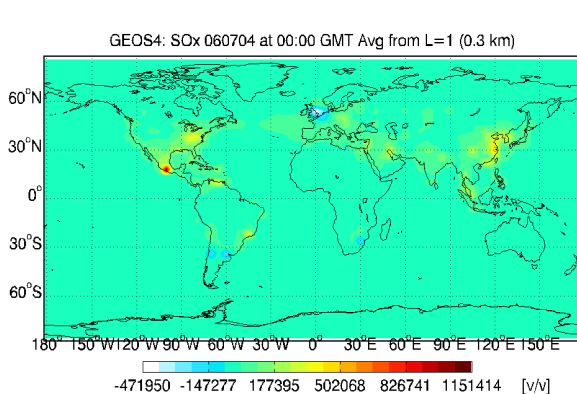 GEOS4: SOx 060704 at 00:00 GMT Avg from L=1 (0.3 km)
60°N
30°N
0°
30°S
60°S
180°W 150°W 120°W 90°W 60°W 30°W 0° 30°E 60°E 90°E 120°E 150°E
-471950 -147277 177395 502068 826741 1151414 [v/v]